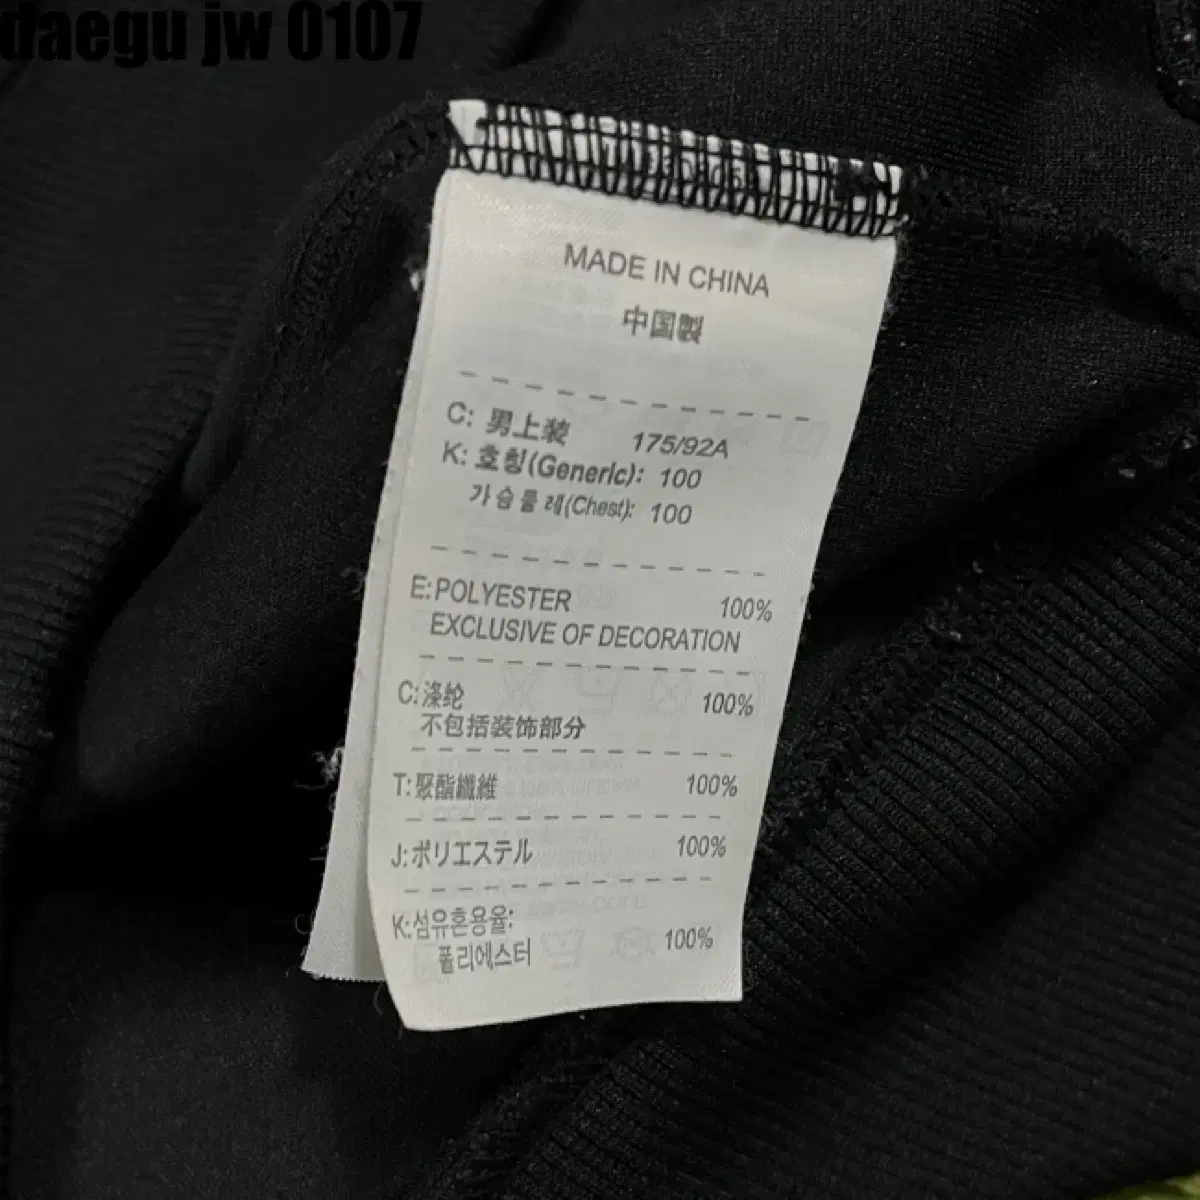 daegu jw 0107
MADE IN CHINA
中国製
C: 男上装 175/92A
K: 호칭(Generic): 100
가슴둘레(Chest): 100
E:POLYESTER 100%
EXCLUSIVE OF DECORATION
C:涤纶 100%
不包括装饰部分
T:聚酯纖維 100%
J:ポリエステル 100%
K:섬유혼용율:
폴리에스터 100%